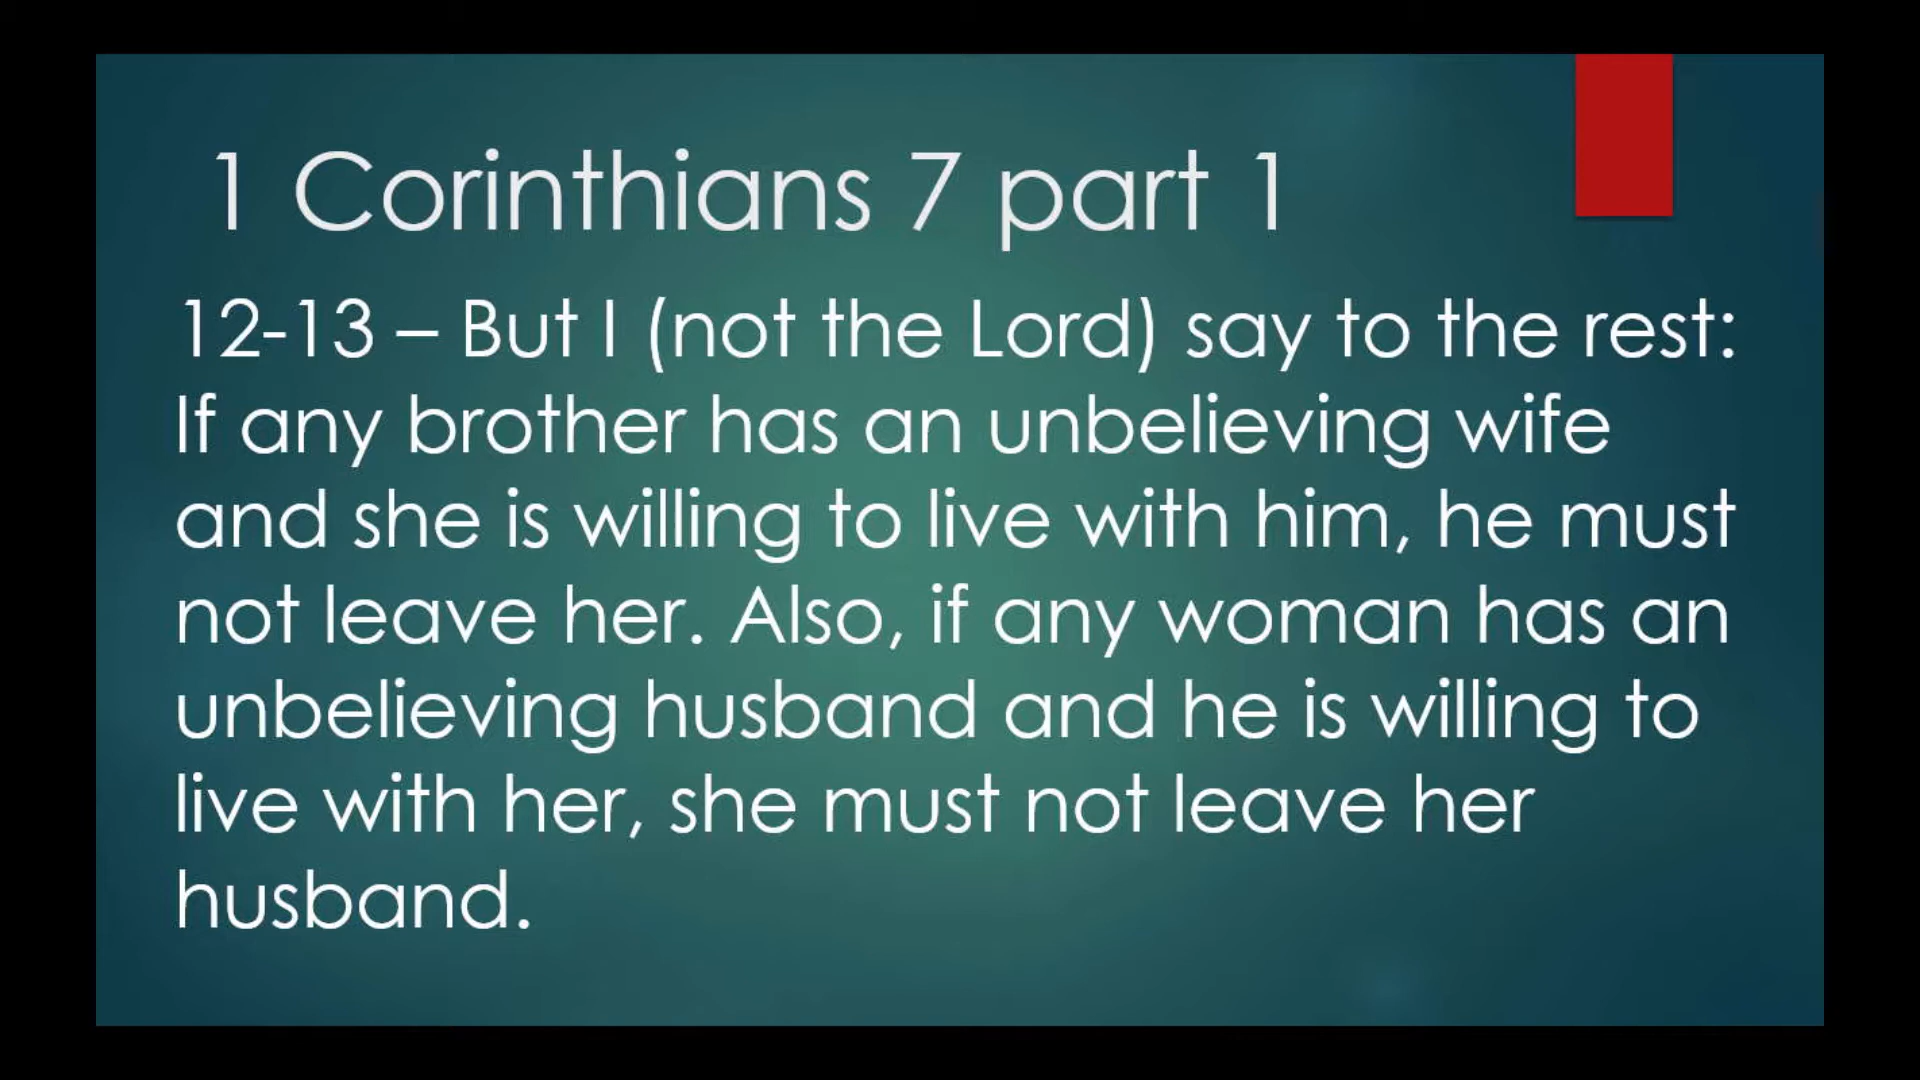 1 Corinthians 7 part 1
12-13 – But I (not the Lord) say to the rest:
If any brother has an unbelieving wife
and she is willing to live with him, he must
not leave her. Also, if any woman has an
unbelieving husband and he is willing to
live with her, she must not leave her
husband.